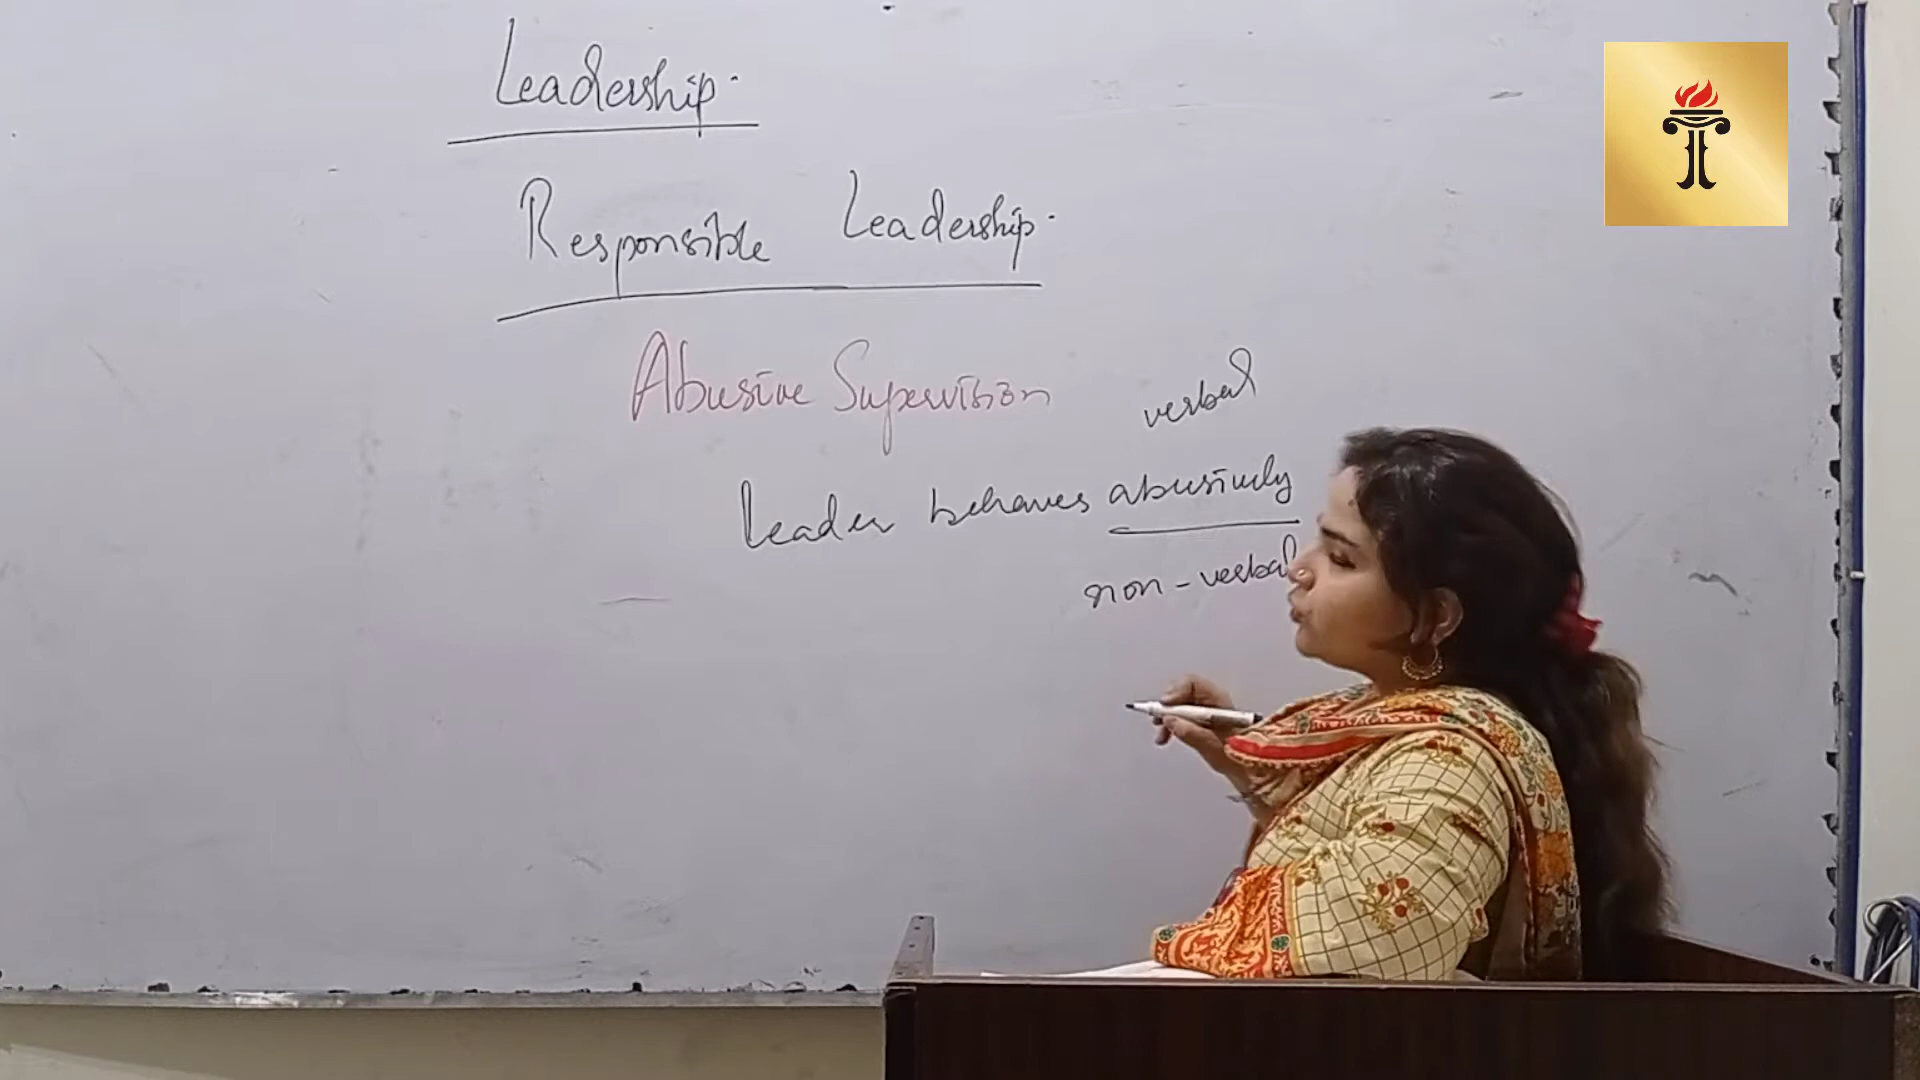 Leadership.
Responsible Leadership.
Abusive Supervision
verbal
Leader behaves abusively
non-verbal